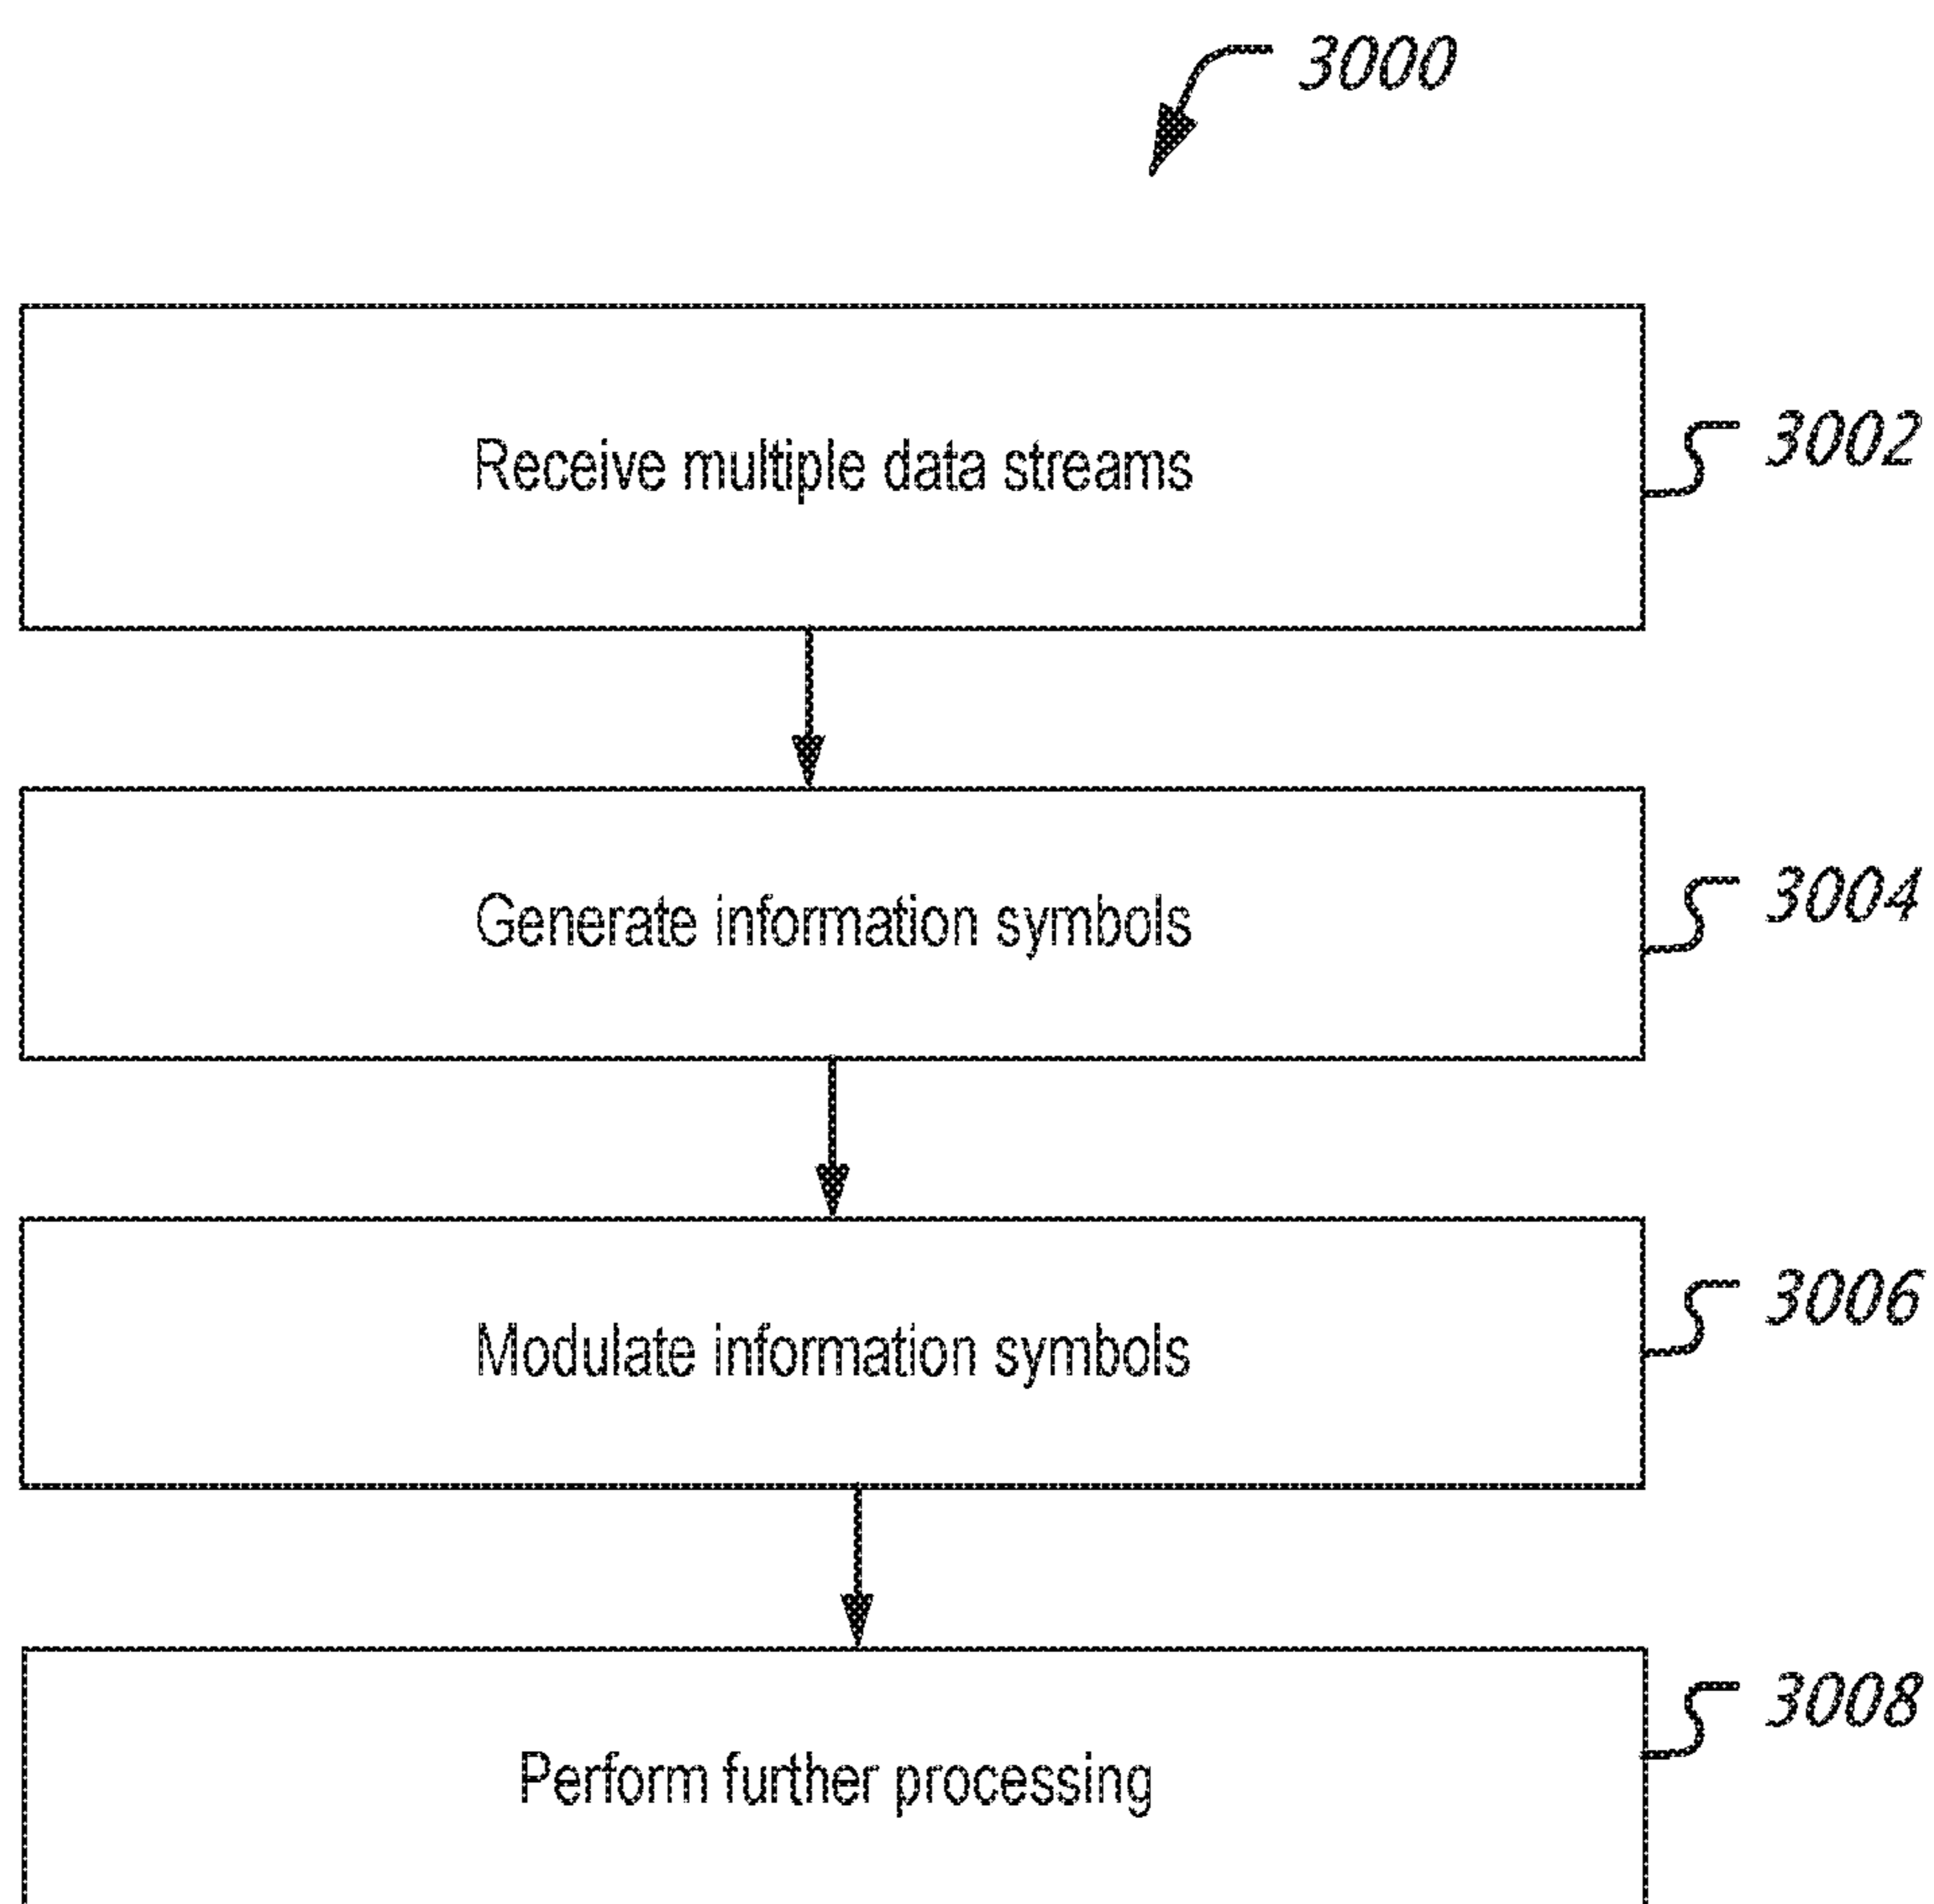 3000
Receive multiple data streams
3002
Generate information symbols
3004
Modulate information symbols
3006
Perform further processing
3008